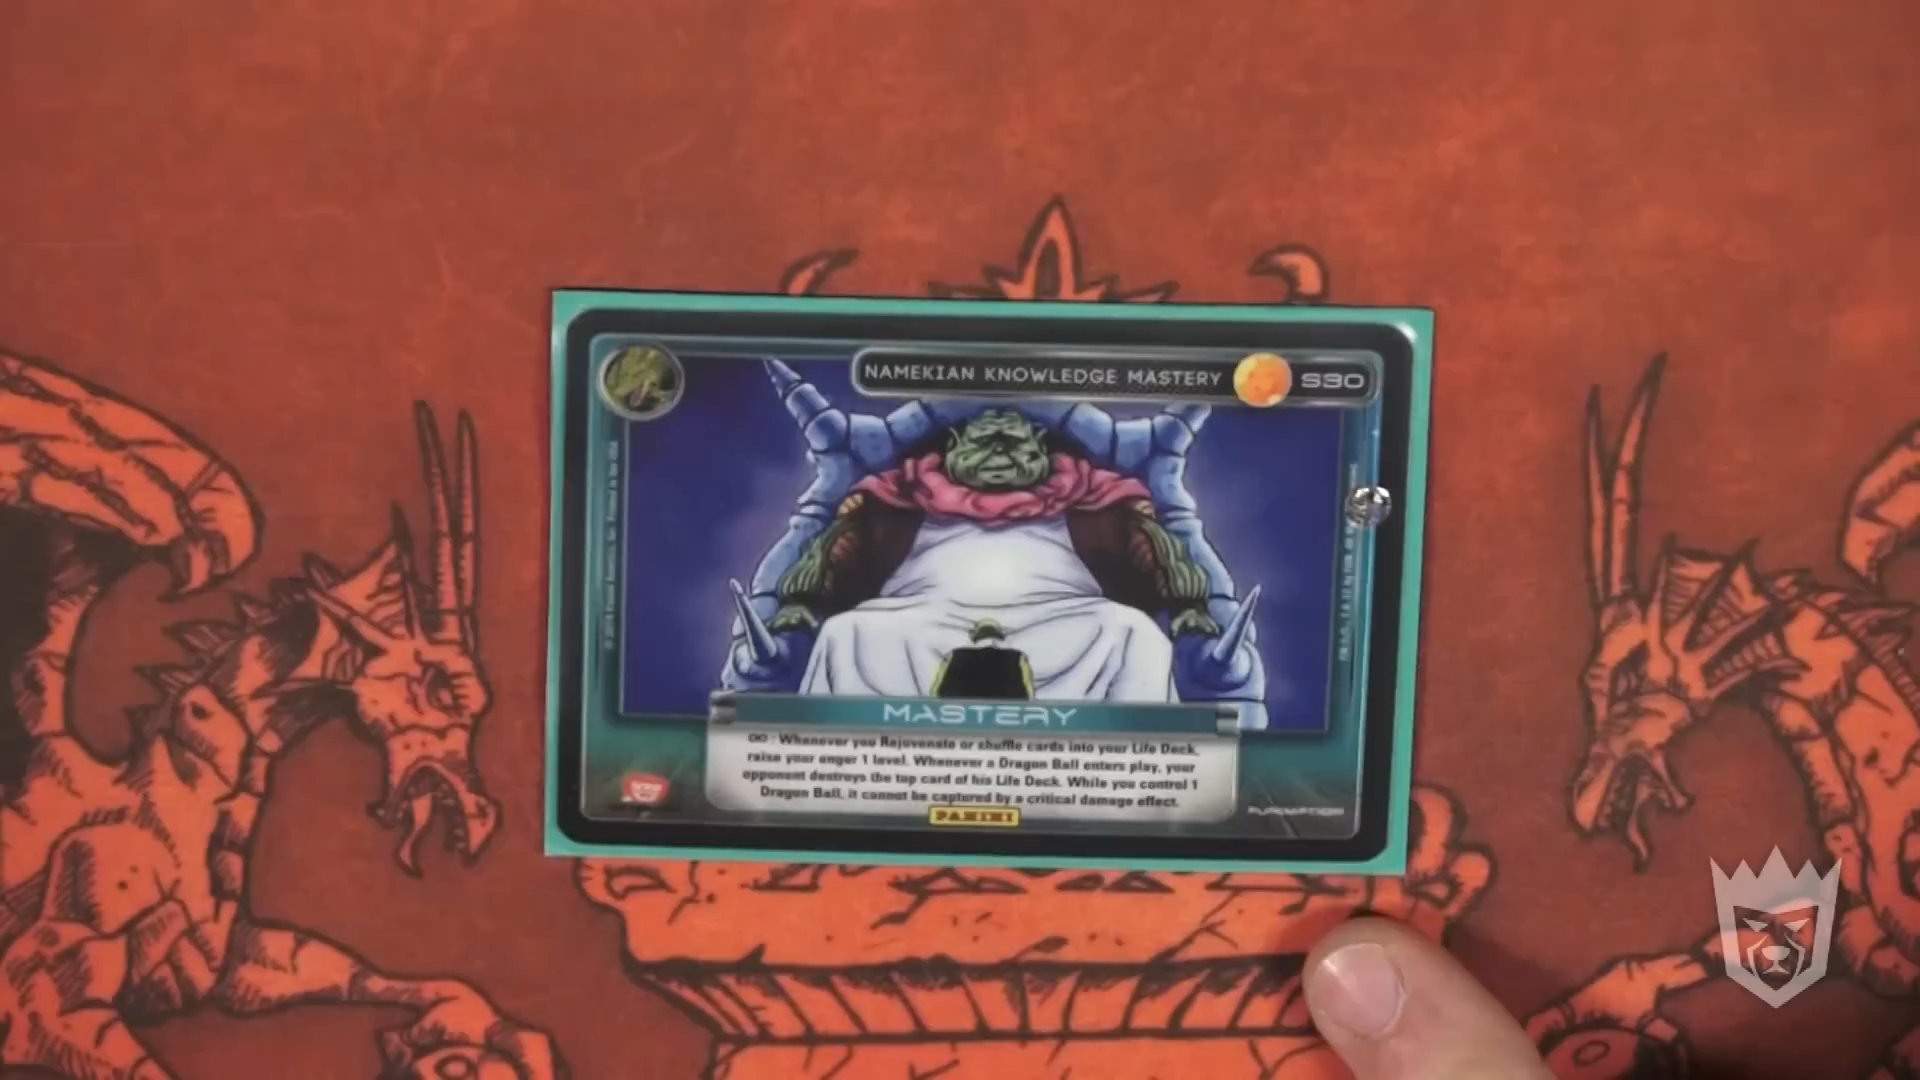 NAMEKIAN KNOWLEDGE MASTERY S30
MASTERY
∞ : Whenever you Rejuvenate or shuffle cards into your Life Deck,
raise your anger 1 level. Whenever a Dragon Ball enters play, your
opponent destroys the top card of his Life Deck. While you control 1
Dragon Ball, it cannot be captured by a critical damage effect.
PANINI
FUNIMATION